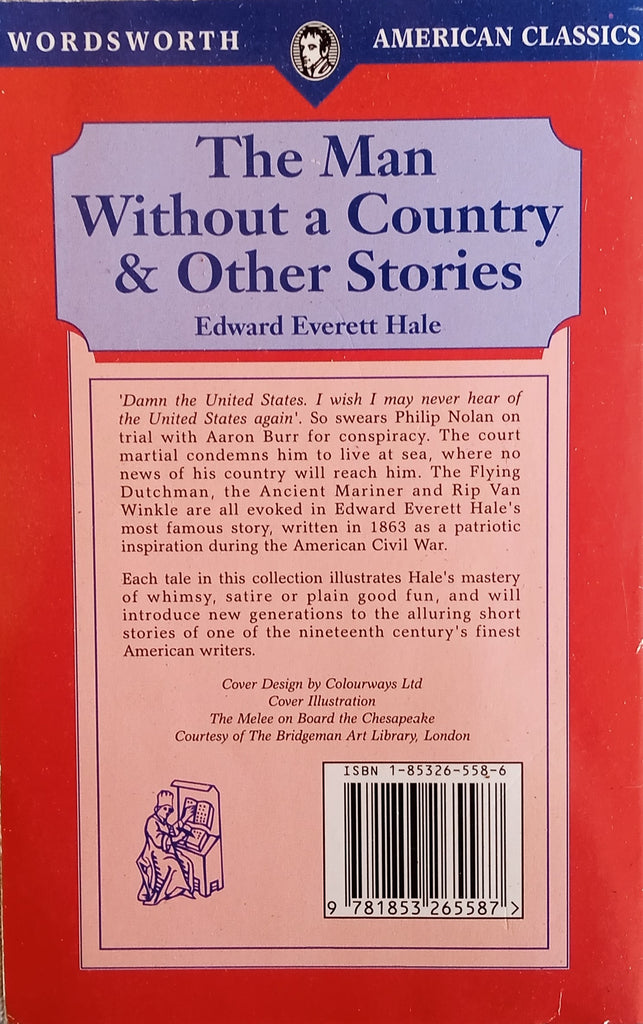 WORDSWORTH AMERICAN CLASSICS
The Man
Without a Country
& Other Stories
Edward Everett Hale
'Damn the United States. I wish I may never hear of
the United States again'. So swears Philip Nolan on
trial with Aaron Burr for conspiracy. The court
martial condemns him to live at sea, where no
news of his country will reach him. The Flying
Dutchman, the Ancient Mariner and Rip Van
Winkle are all evoked in Edward Everett Hale's
most famous story, written in 1863 as a patriotic
inspiration during the American Civil War.
Each tale in this collection illustrates Hale's mastery
of whimsy, satire or plain good fun, and will
introduce new generations to the alluring short
stories of one of the nineteenth century's finest
American writers.
Cover Design by Colourways Ltd
Cover Illustration
The Melee on Board the Chesapeake
Courtesy of The Bridgeman Art Library, London
ISBN 1-85326-558-6
9 781853 265587 >